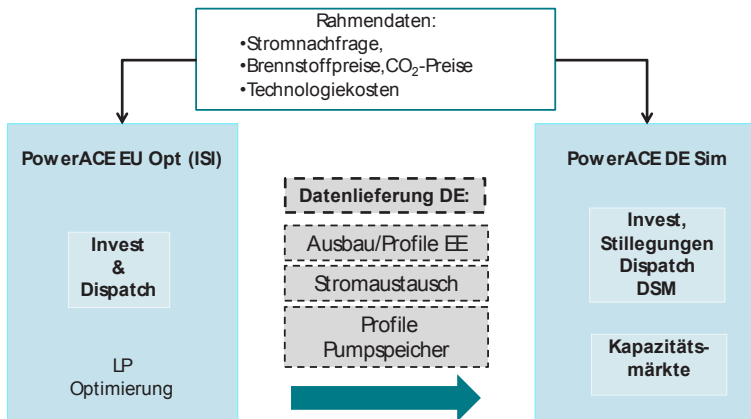 Rahmendaten:
•Stromnachfrage,
•Brennstoffpreise,CO₂-Preise
•Technologiekosten
PowerACE EU Opt (ISI)
Invest
&
Dispatch
LP
Optimierung
Datenlieferung DE:
Ausbau/Profile EE
Stromaustausch
Profile
Pumpspeicher
PowerACE DE Sim
Invest,
Stillegungen
Dispatch
DSM
Kapazitäts-
märkte